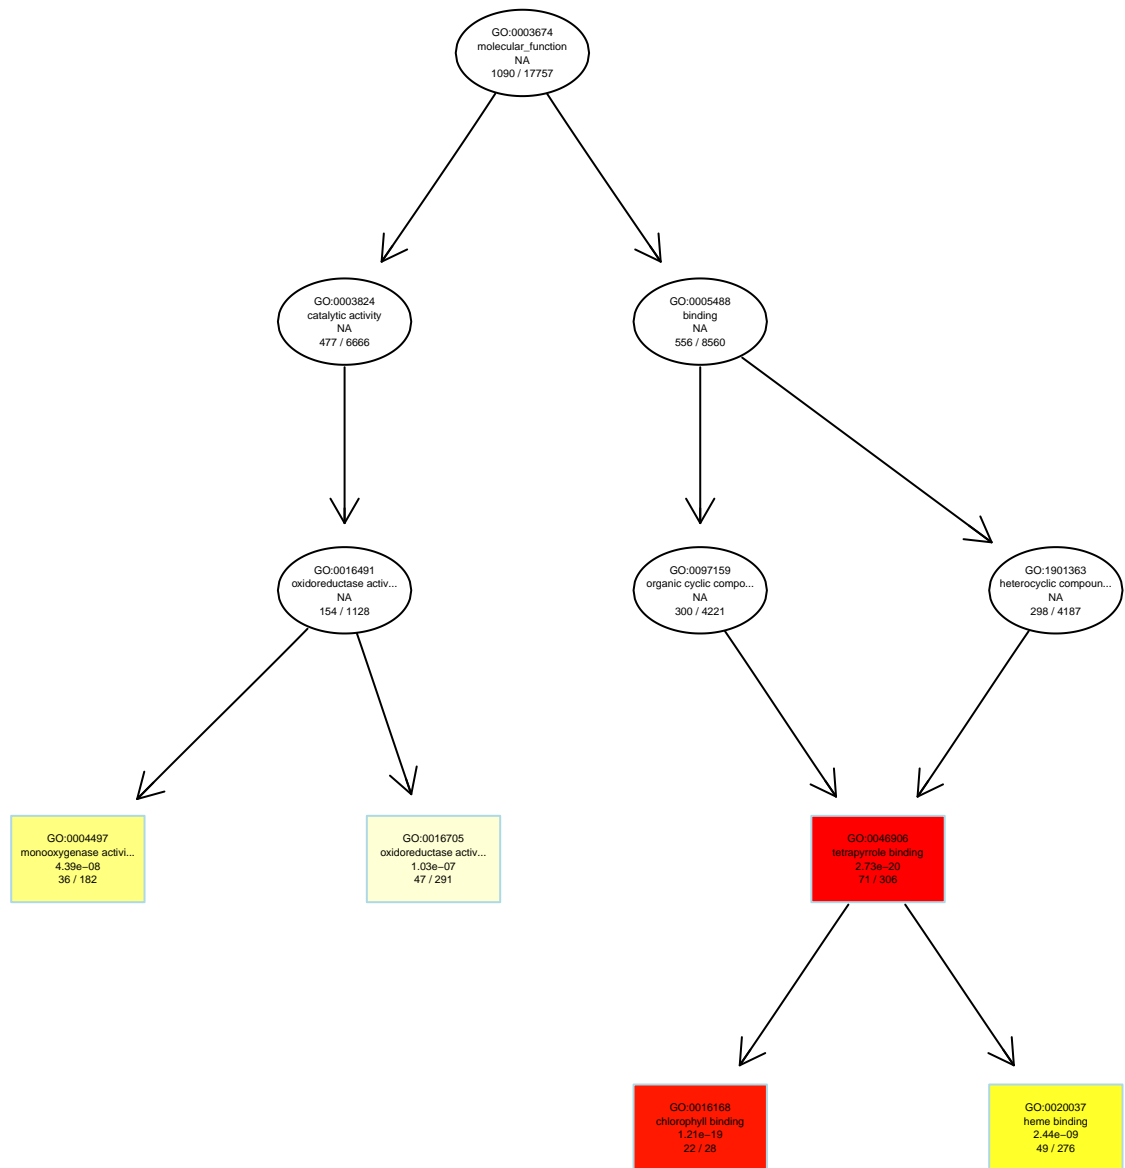 GO:0003674
molecular_function
NA
1090 / 17757
GO:0003824
catalytic activity
NA
477 / 6666
GO:0005488
binding
NA
556 / 8560
GO:0016491
oxidoreductase activ...
NA
154 / 1128
GO:0097159
organic cyclic compo...
NA
300 / 4221
GO:1901363
heterocyclic compoun...
NA
298 / 4187
GO:0004497
monooxygenase activi...
4.39e−08
36 / 182
GO:0016705
oxidoreductase activ...
1.03e−07
47 / 291
GO:0046906
tetrapyrrole binding
2.73e−20
71 / 306
GO:0016168
chlorophyll binding
1.21e−19
22 / 28
GO:0020037
heme binding
2.44e−09
49 / 276